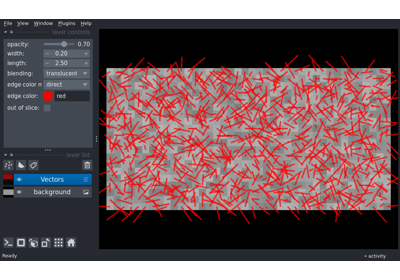 File View Window Plugins Help
layer controls
opacity: 0.70
width: 0.20
length: 2.50
blending: translucent
edge color m direct
edge color: red
out of slice:
layer list
Vectors
background
Ready
activity